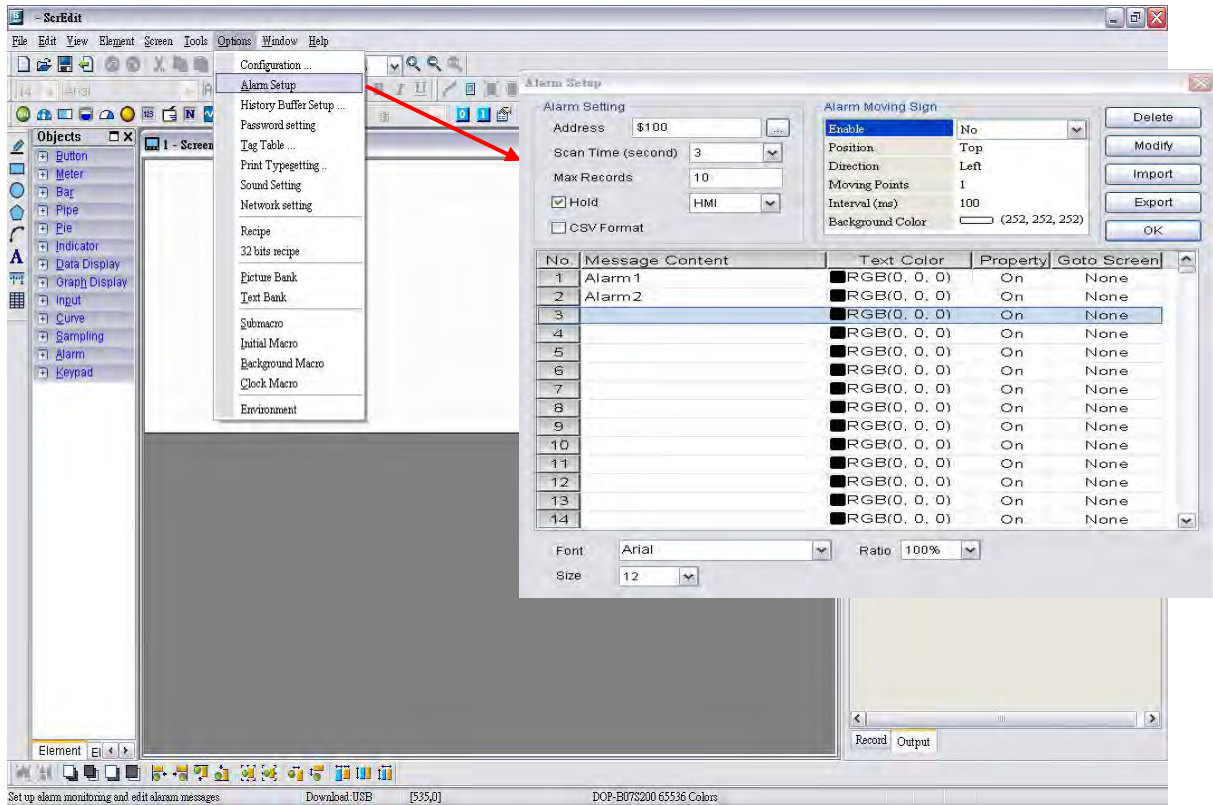 - ScrEdit
File Edit View Element Screen Tools Options Window Help
Configuration ...
Alarm Setup
History Buffer Setup ...
Password setting
Tag Table ...
Print Typesetting ..
Sound Setting
Network setting
Recipe
32 bits recipe
Picture Bank
Text Bank
Submacro
Initial Macro
Background Macro
Clock Macro
Environment
14 Arial
Objects
Button
Meter
Bar
Pipe
Pie
Indicator
Data Display
Graph Display
Input
Curve
Sampling
Alarm
Keypad
1 - Screen
Alarm Setup
Alarm Setting
Address $100 ...
Scan Time (second) 3
Max Records 10
Hold HMI
CSV Format
Alarm Moving Sign
Enable No
Position Top
Direction Left
Moving Points 1
Interval (ms) 100
Background Color (252, 252, 252)
Delete
Modify
Import
Export
OK
No. Message Content Text Color Property Goto Screen
1 Alarm1 RGB(0, 0, 0) On None
2 Alarm2 RGB(0, 0, 0) On None
3 RGB(0, 0, 0) On None
4 RGB(0, 0, 0) On None
5 RGB(0, 0, 0) On None
6 RGB(0, 0, 0) On None
7 RGB(0, 0, 0) On None
8 RGB(0, 0, 0) On None
9 RGB(0, 0, 0) On None
10 RGB(0, 0, 0) On None
11 RGB(0, 0, 0) On None
12 RGB(0, 0, 0) On None
13 RGB(0, 0, 0) On None
14 RGB(0, 0, 0) On None
Font Arial Ratio 100%
Size 12
Record Output
Element El
Set up alarm monitoring and edit alaram messages Download:USB [535,0] DOP-B07S200 65536 Colors